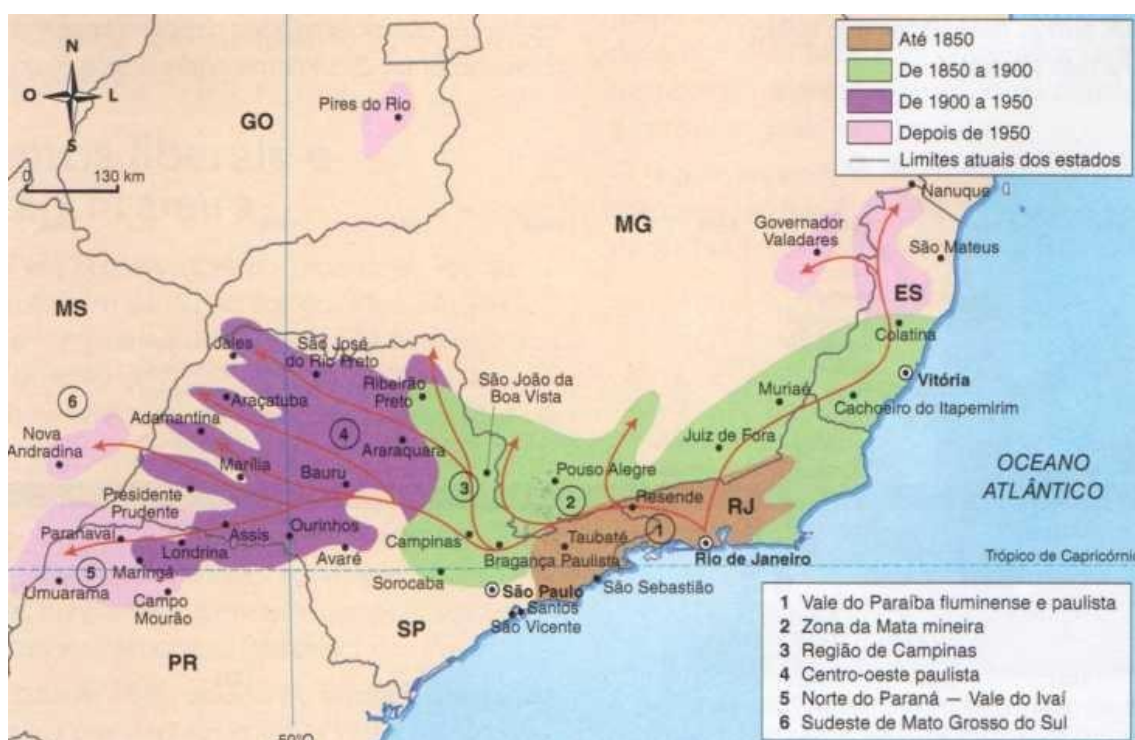 Até 1850
De 1850 a 1900
De 1900 a 1950
Depois de 1950
Limites atuais dos estados
N
O
L
S
0
130 km
Pires do Rio
GO
MG
Nanuque
Governador
Valadares
São Mateus
ES
MS
Colatina
Jales
São José
do Rio Preto
Ribeirão
Preto
São João da
Boa Vista
Muriaé
Vitória
6
Araçatuba
Cachoeiro do Itapemirim
Adamantina
4
Nova
Andradina
Araraquara
Juiz de Fora
Marília
Bauru
3
Pouso Alegre
OCEANO
ATLÂNTICO
Presidente
Prudente
2
Resende
RJ
Paranavaí
Assis
Ourinhos
Campinas
Taubaté
1
Londrina
Avaré
Bragança Paulista
Rio de Janeiro
Trópico de Capricórnio
Maringá
5
Sorocaba
São Sebastião
Umuarama
Campo
Mourão
São Paulo
Santos
São Vicente
SP
PR
50°O
1 Vale do Paraíba fluminense e paulista
2 Zona da Mata mineira
3 Região de Campinas
4 Centro-oeste paulista
5 Norte do Paraná — Vale do Ivaí
6 Sudeste de Mato Grosso do Sul